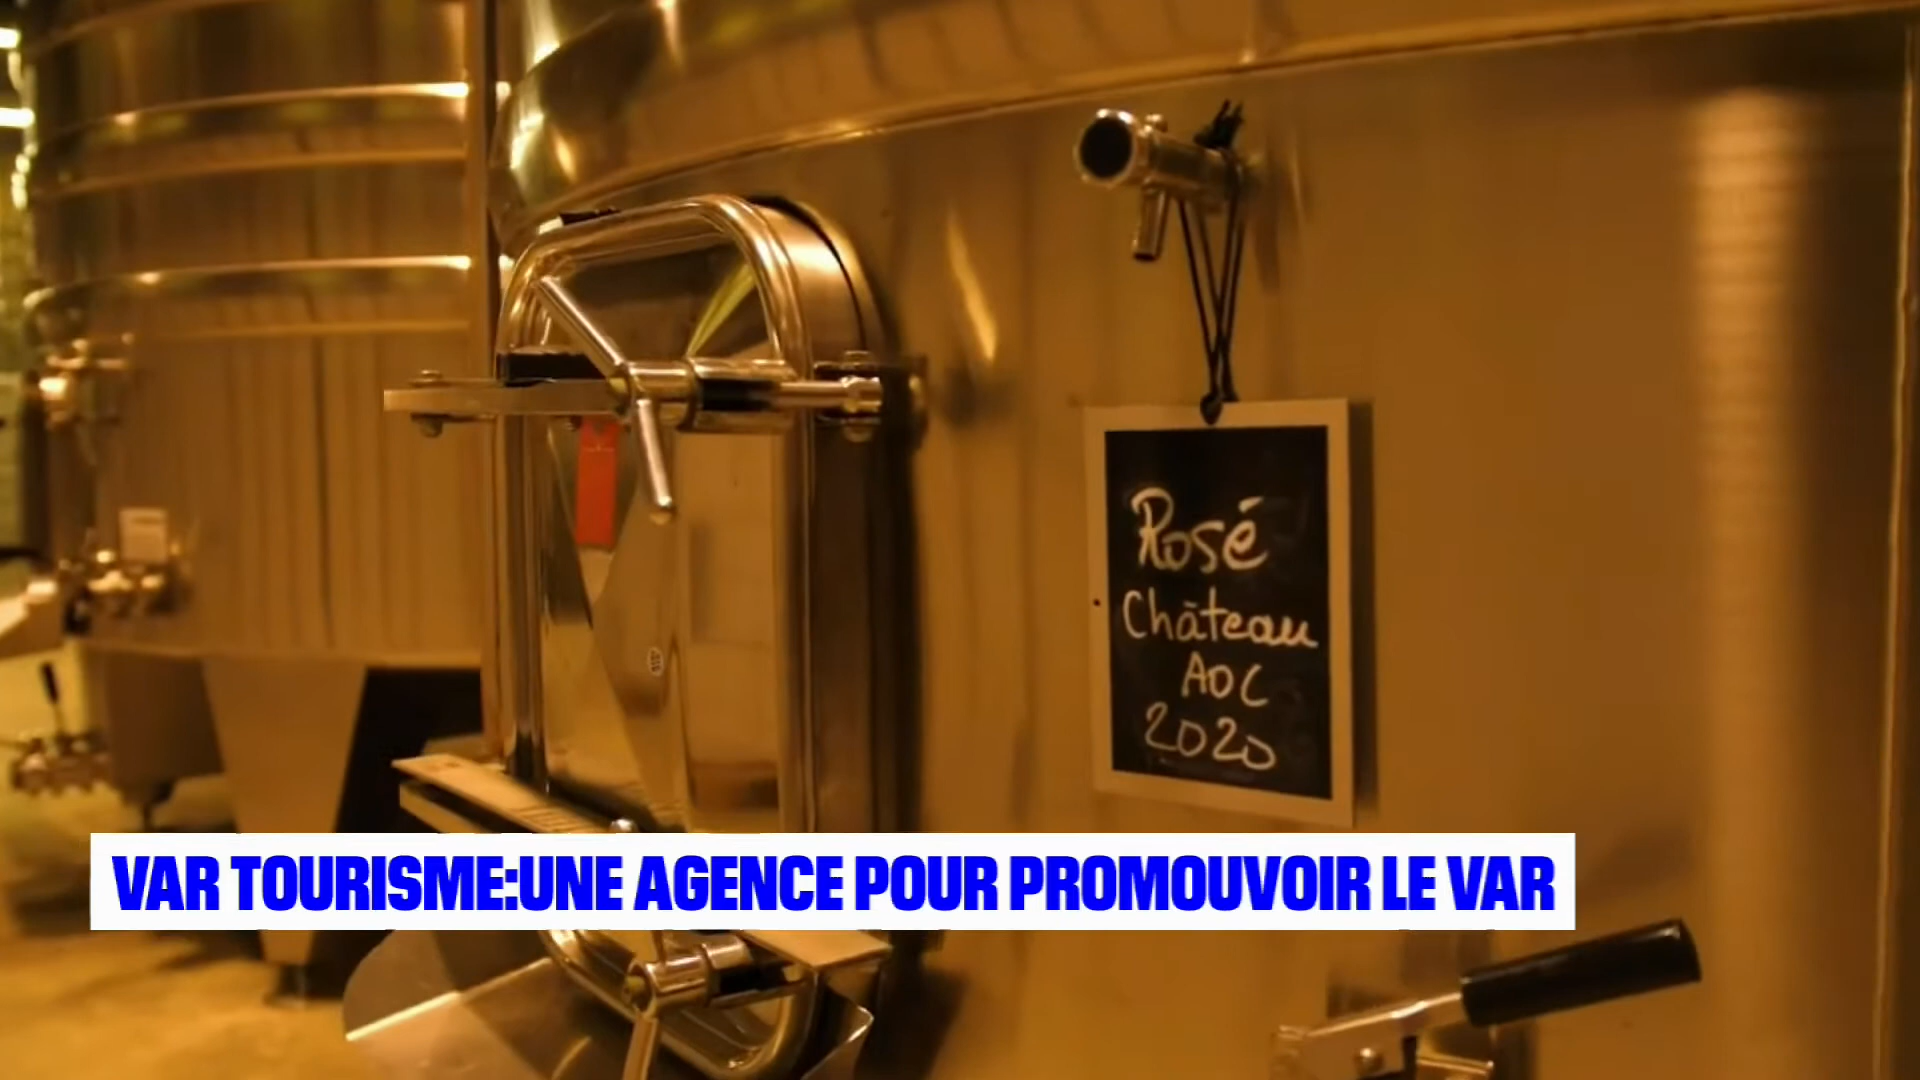 Rosé
Château
AOC
2020
VAR TOURISME:UNE AGENCE POUR PROMOUVOIR LE VAR